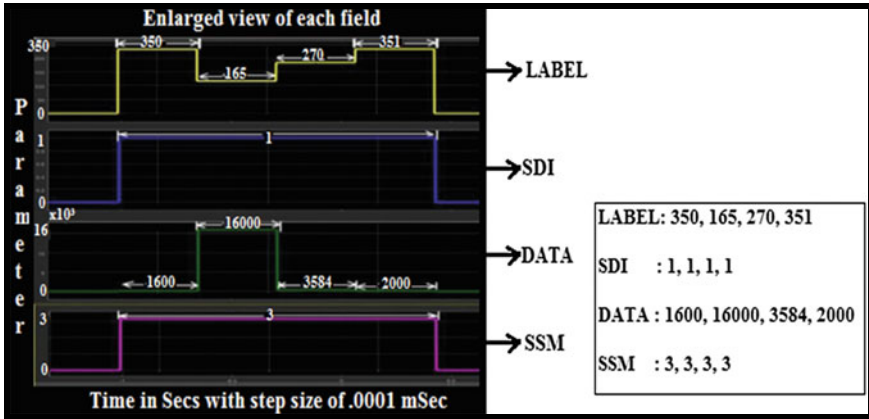 Enlarged view of each field
350
350
165
270
351
0
LABEL
Parameter
1
1
0
SDI
x10³
16
16000
1600
3584
2000
0
DATA
3
3
0
SSM
Time in Secs with step size of .0001 mSec
LABEL: 350, 165, 270, 351
SDI : 1, 1, 1, 1
DATA : 1600, 16000, 3584, 2000
SSM : 3, 3, 3, 3